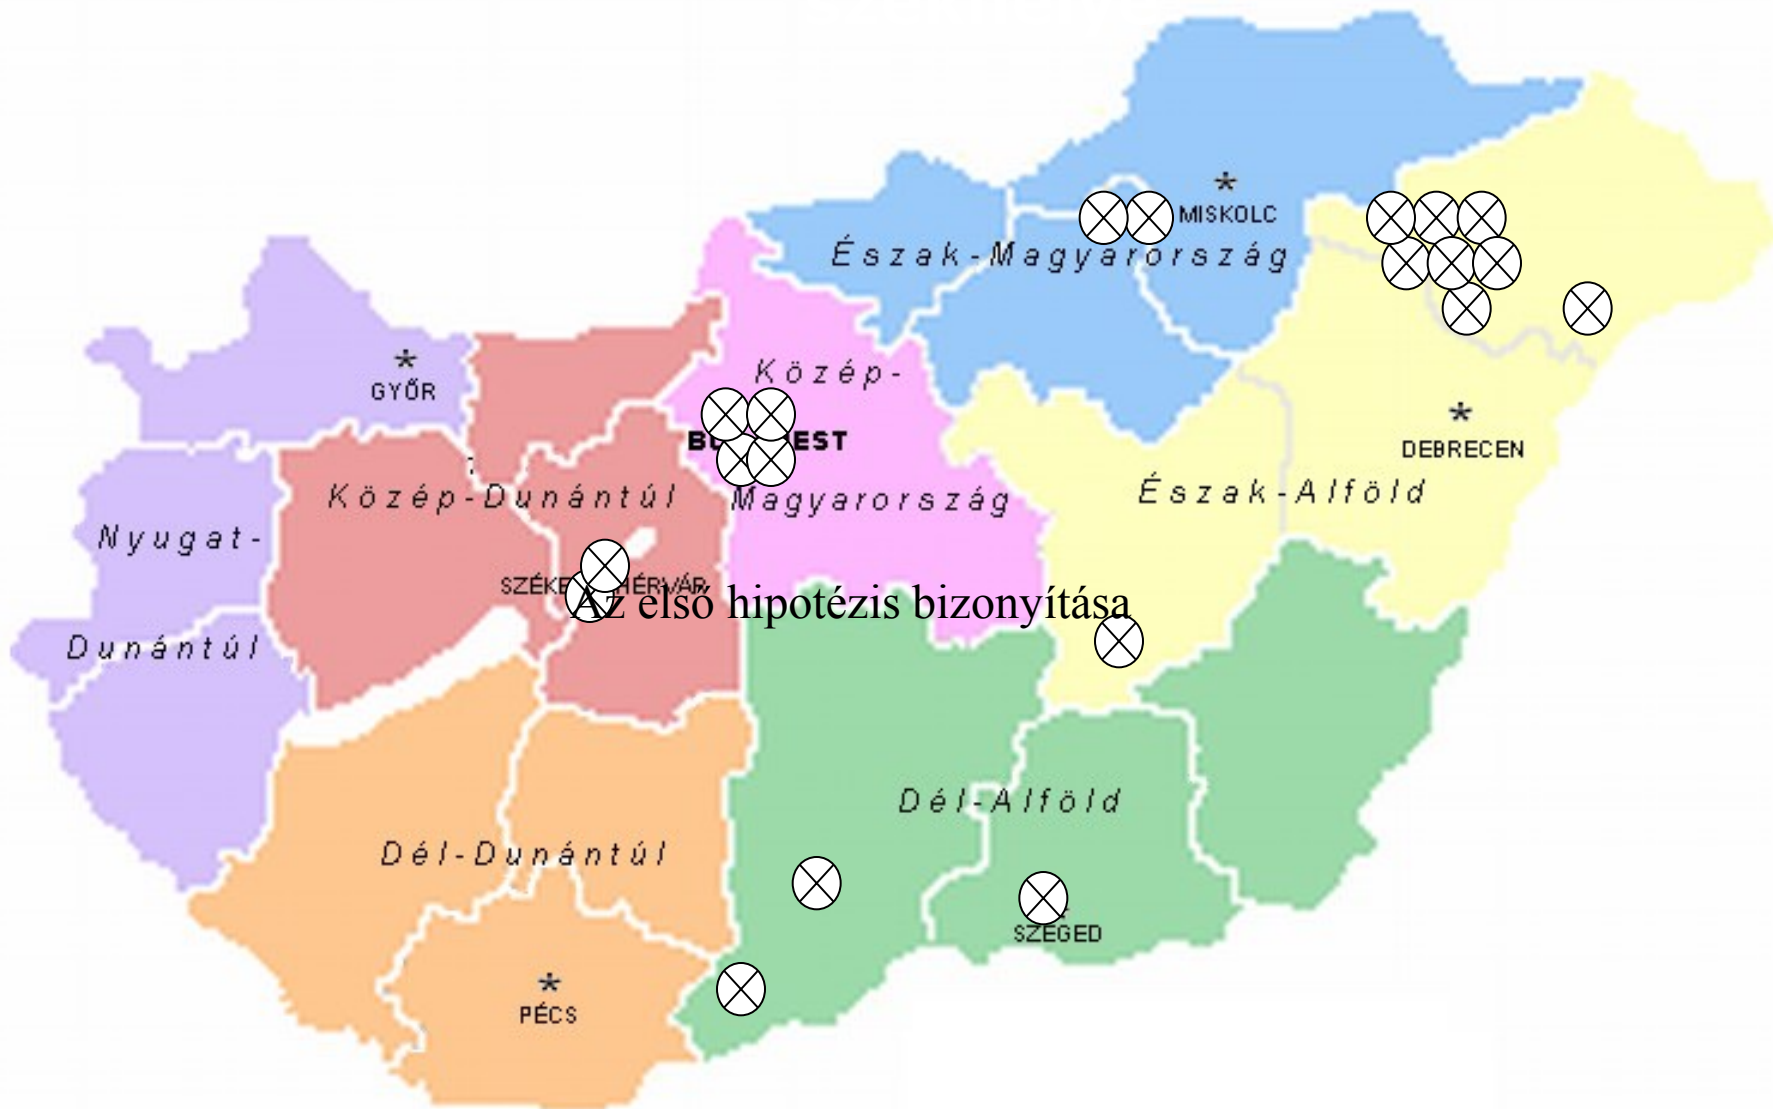 *
MISKOLC
Észak-Magyarország
*
GYŐR
Közép-
*
DEBRECEN
Közép-Dunántúl
Magyarország
Észak-Alföld
Nyugat-
Dunántúl
Az első hipotézis bizonyítása
Dél-Alföld
Dél-Dunántúl
SZEGED
*
PÉCS